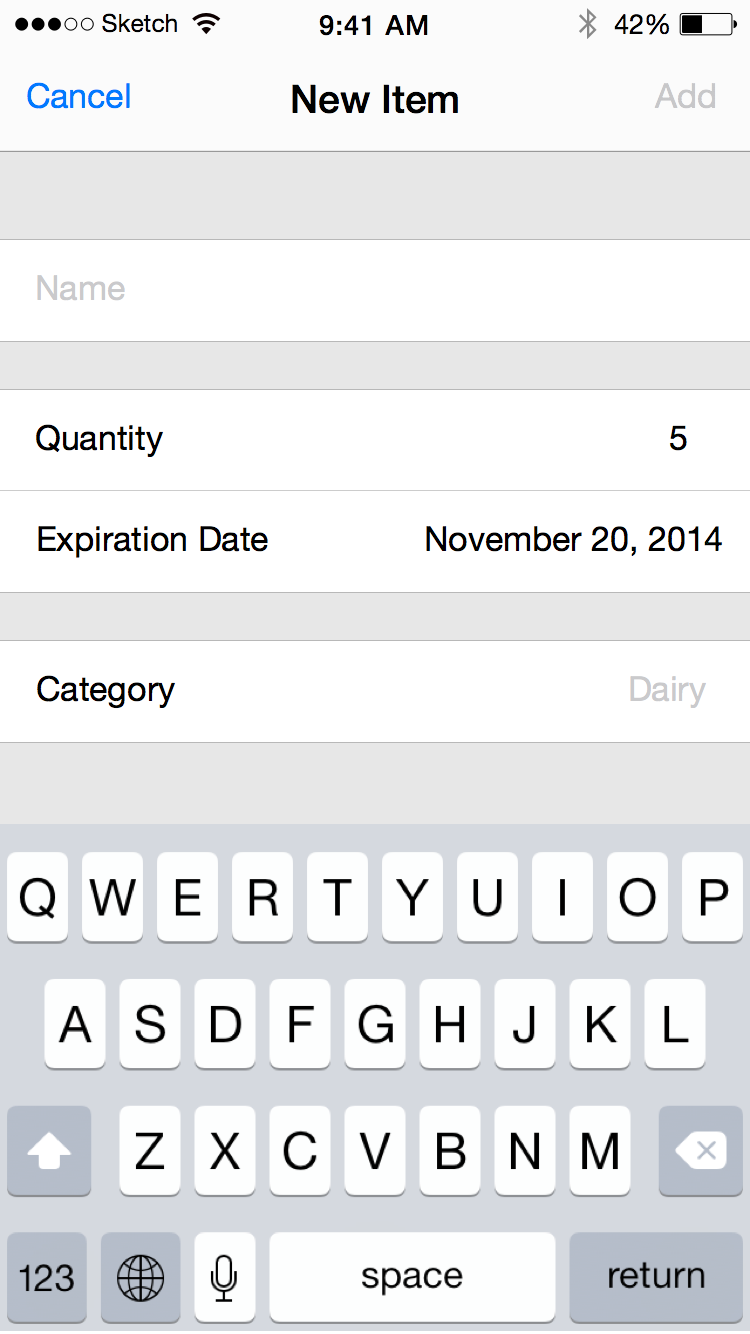 Sketch 9:41 AM 42%
Cancel New Item Add
Name
Quantity 5
Expiration Date November 20, 2014
Category Dairy
Q W E R T Y U I O P
A S D F G H J K L
Z X C V B N M
123 space return